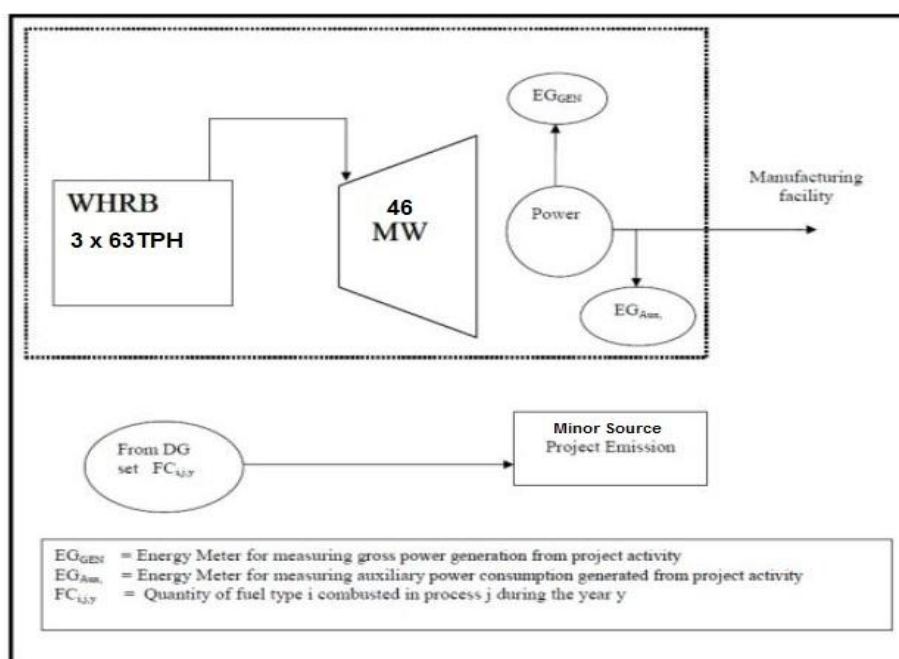 EGGEN
Manufacturing
facility
WHRB
3 x 63TPH
46
MW
Power
EGAux,
From DG
set FCi,j,y
Minor Source
Project Emission
EGGEN = Energy Meter for measuring gross power generation from project activity
EGAux, = Energy Meter for measuring auxiliary power consumption generated from project activity
FCi,j,y = Quantity of fuel type i combusted in process j during the year y